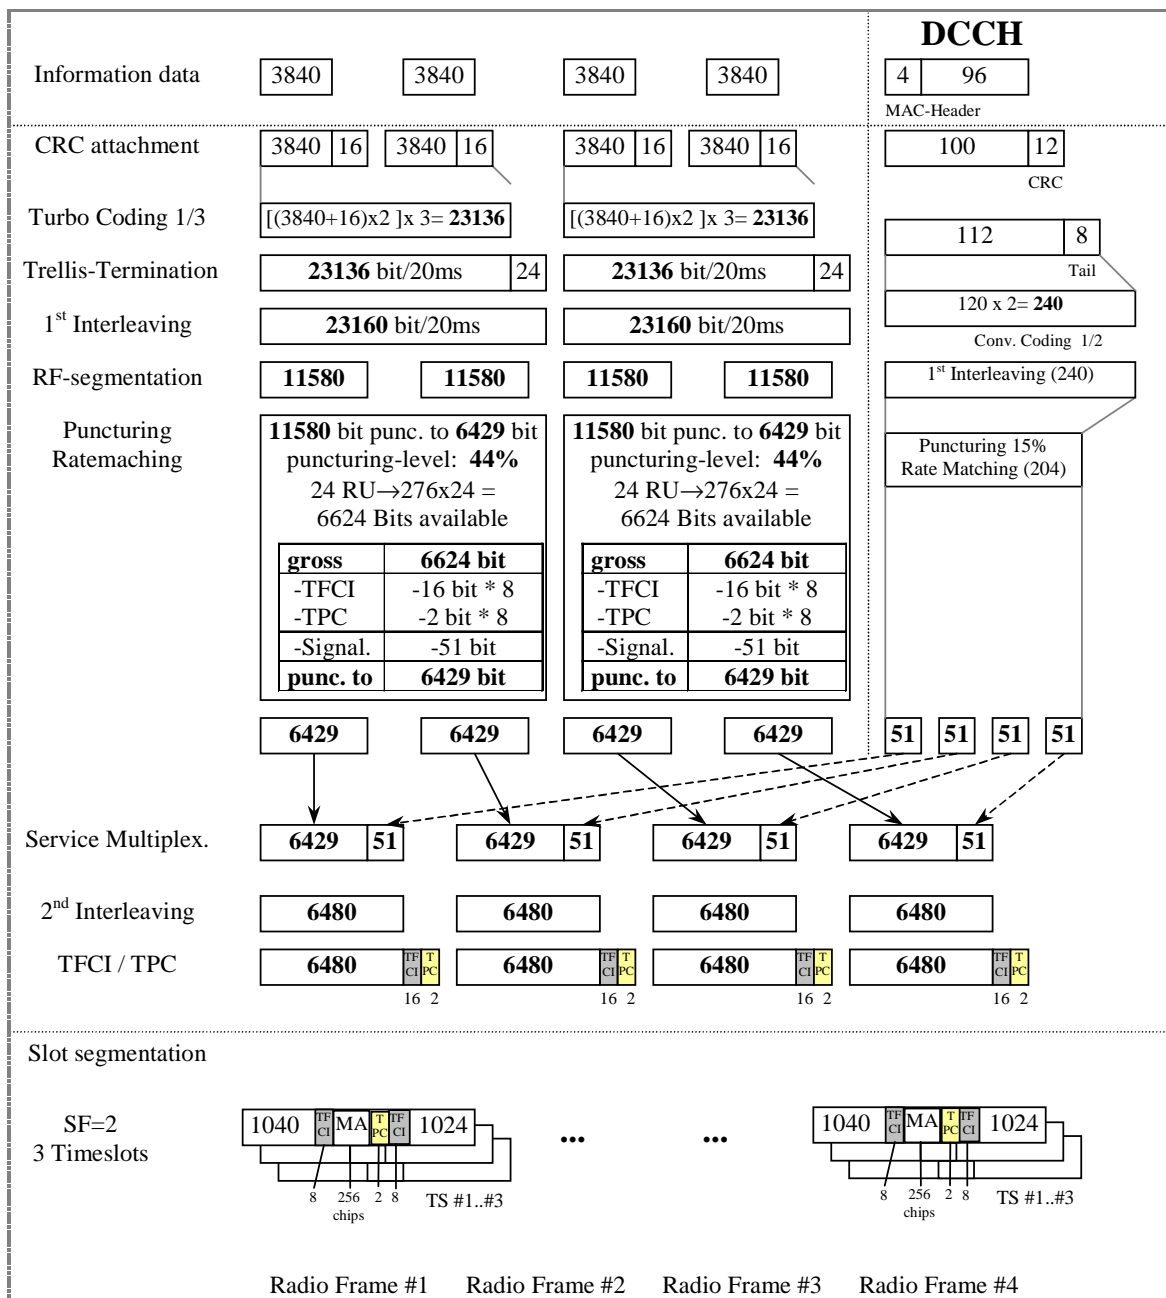 DCCH
Information data 3840 3840 3840 3840 4 96
MAC-Header
CRC attachment 3840 16 3840 16 3840 16 3840 16 100 12
CRC
Turbo Coding 1/3 [(3840+16)x2 ]x 3= 23136 [(3840+16)x2 ]x 3= 23136
112 8
Trellis-Termination 23136 bit/20ms 24 23136 bit/20ms 24
Tail
120 x 2= 240
1st Interleaving 23160 bit/20ms 23160 bit/20ms
Conv. Coding 1/2
RF-segmentation 11580 11580 11580 11580 1st Interleaving (240)
Puncturing 11580 bit punc. to 6429 bit 11580 bit punc. to 6429 bit
Ratemaching puncturing-level: 44% puncturing-level: 44%
Puncturing 15%
Rate Matching (204)
24 RU→276x24 = 24 RU→276x24 =
6624 Bits available 6624 Bits available
gross 6624 bit gross 6624 bit
-TFCI -16 bit * 8 -TFCI -16 bit * 8
-TPC -2 bit * 8 -TPC -2 bit * 8
-Signal. -51 bit -Signal. -51 bit
punc. to 6429 bit punc. to 6429 bit
6429 6429 6429 6429 51 51 51 51
Service Multiplex. 6429 51 6429 51 6429 51 6429 51
2nd Interleaving 6480 6480 6480 6480
TFCI / TPC 6480 TF CI T PC 6480 TF CI T PC 6480 TF CI T PC 6480 TF CI T PC
16 2 16 2 16 2 16 2
Slot segmentation
SF=2 1040 TF CI MA T PC TF CI 1024 ... ... 1040 TF CI MA T PC TF CI 1024
3 Timeslots
8 256 2 8 TS #1..#3 8 256 2 8 TS #1..#3
chips chips
Radio Frame #1 Radio Frame #2 Radio Frame #3 Radio Frame #4